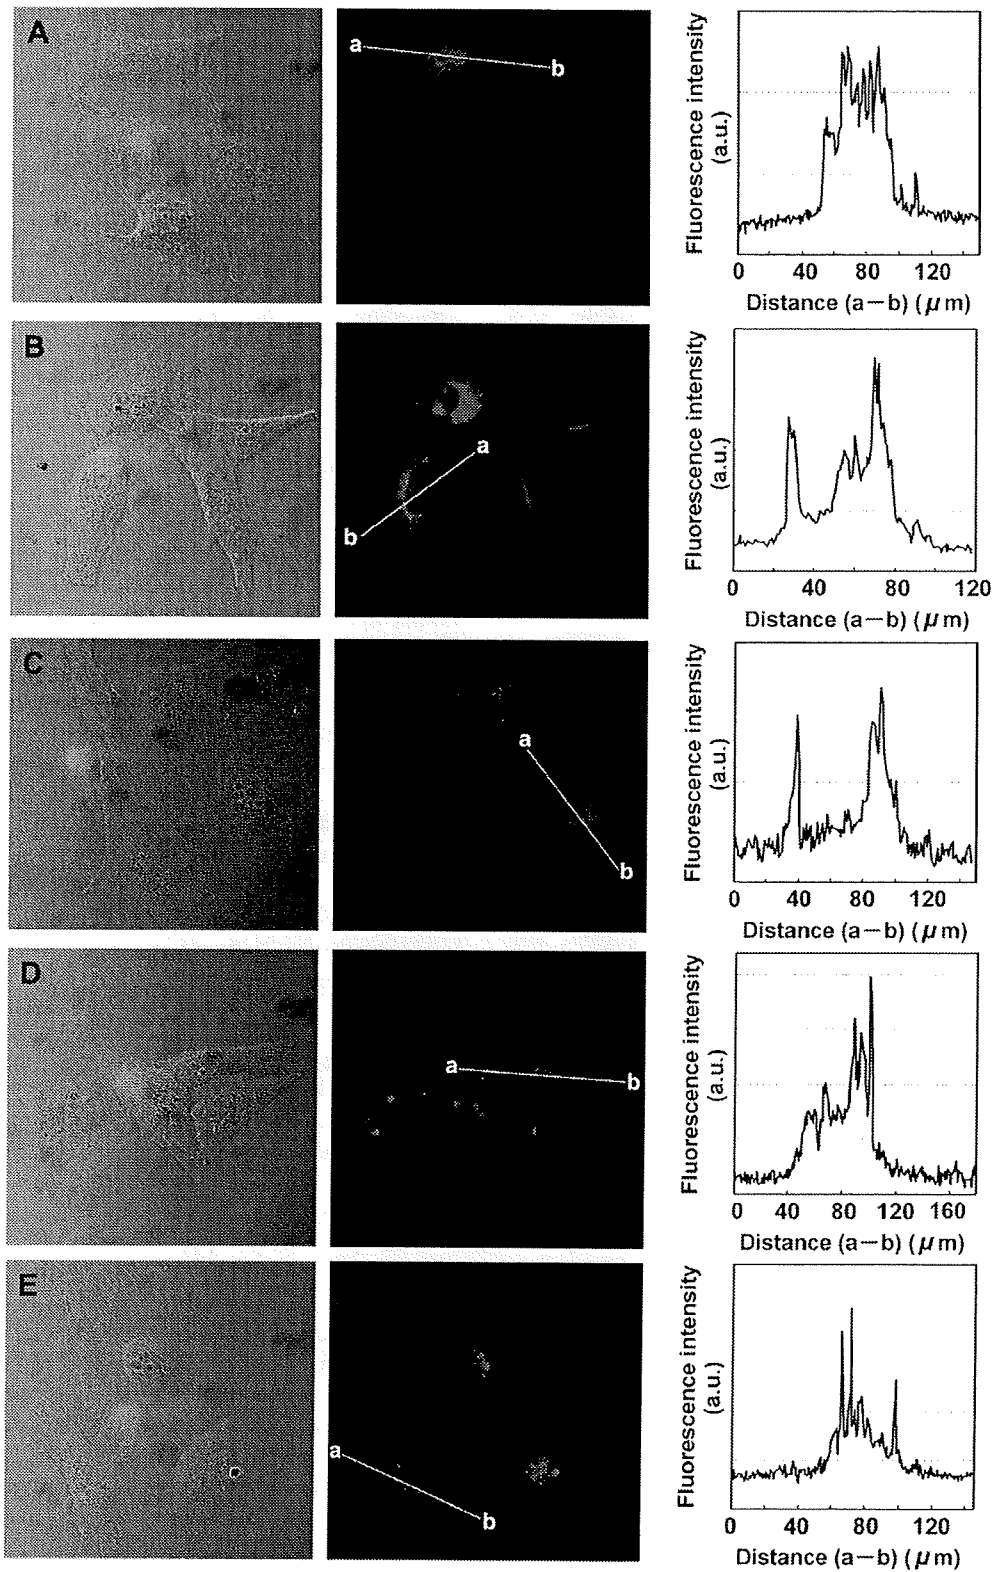 A
a
b
Fluorescence intensity
(a.u.)
0 40 80 120
Distance (a－b) (μm)
B
a
b
Fluorescence intensity
(a.u.)
0 40 80 120
Distance (a－b) (μm)
C
a
b
Fluorescence intensity
(a.u.)
0 40 80 120
Distance (a－b) (μm)
D
a
b
Fluorescence intensity
(a.u.)
0 40 80 120 160
Distance (a－b) (μm)
E
a
b
Fluorescence intensity
(a.u.)
0 40 80 120
Distance (a－b) (μm)